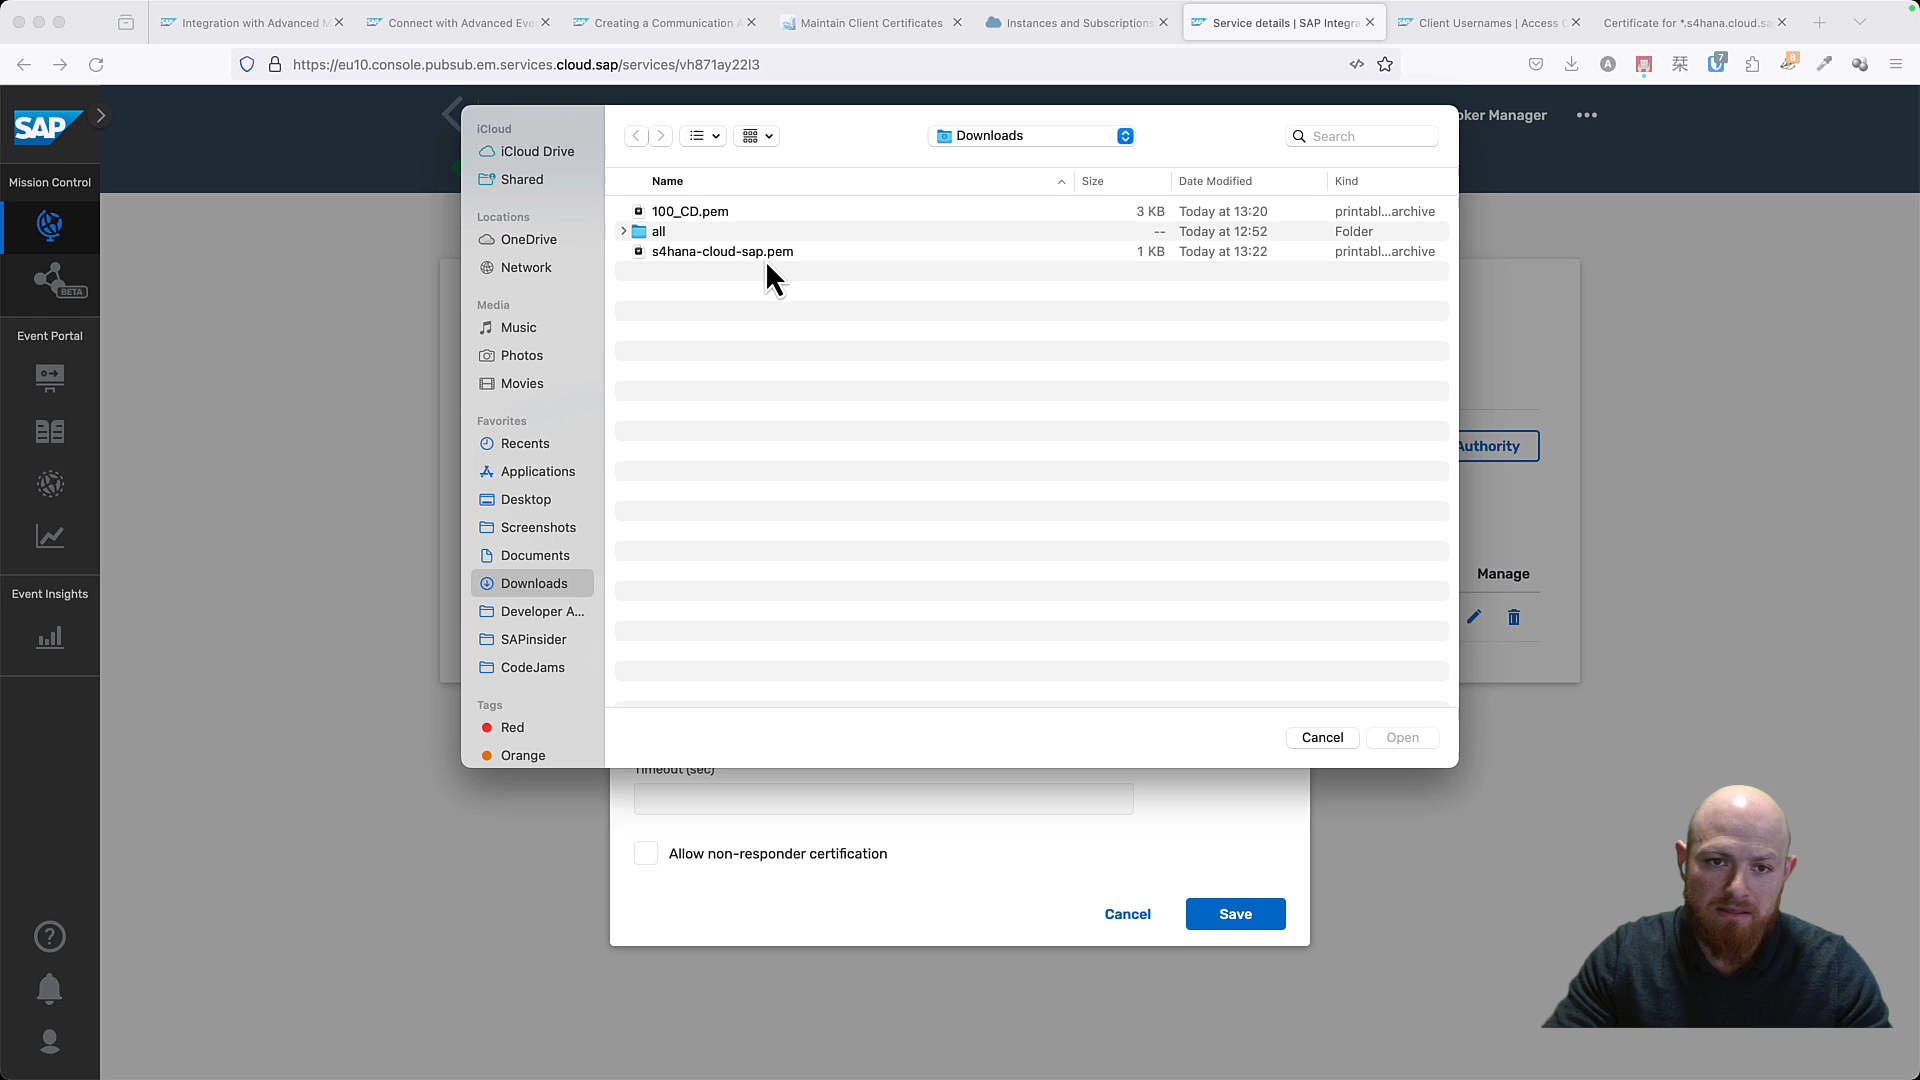 Integration with Advanced M
Connect with Advanced Eve
Creating a Communication A
Maintain Client Certificates
Instances and Subscriptions
Service details | SAP Integra
Client Usernames | Access C
Certificate for *.s4hana.cloud.sa
https://eu10.console.pubsub.em.services.cloud.sap/services/vh871ay22l3
A
7
8
SAP
Mission Control
BETA
Event Portal
Event Insights
oker Manager
iCloud
iCloud Drive
Shared
Locations
OneDrive
Network
Media
Music
Photos
Movies
Favorites
Recents
Applications
Desktop
Screenshots
Documents
Downloads
Developer A...
SAPinsider
CodeJams
Tags
Red
Orange
Downloads
Search
Name Size Date Modified Kind
100_CD.pem 3 KB Today at 13:20 printabl...archive
all -- Today at 12:52 Folder
s4hana-cloud-sap.pem 1 KB Today at 13:22 printabl...archive
Cancel Open
Authority
Manage
Timeout (sec)
Allow non-responder certification
Cancel Save